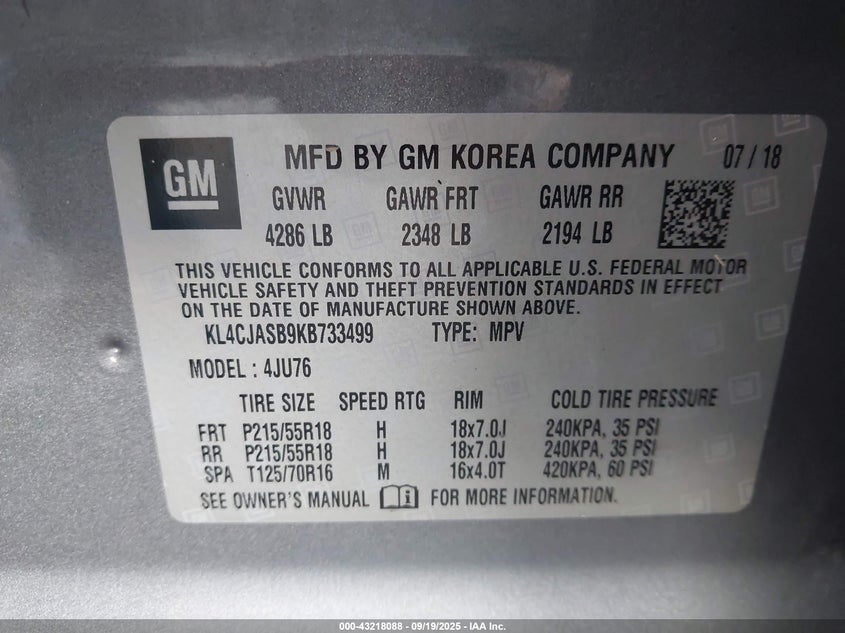 GM
MFD BY GM KOREA COMPANY 07 / 18
GVWR GAWR FRT GAWR RR
4286 LB 2348 LB 2194 LB
THIS VEHICLE CONFORMS TO ALL APPLICABLE U.S. FEDERAL MOTOR
VEHICLE SAFETY AND THEFT PREVENTION STANDARDS IN EFFECT
ON THE DATE OF MANUFACTURE SHOWN ABOVE.
KL4CJASB9KB733499 TYPE: MPV
MODEL : 4JU76
TIRE SIZE SPEED RTG RIM COLD TIRE PRESSURE
FRT P215/55R18 H 18x7.0J 240KPA, 35 PSI
RR P215/55R18 H 18x7.0J 240KPA, 35 PSI
SPA T125/70R16 M 16x4.0T 420KPA, 60 PSI
SEE OWNER'S MANUAL i FOR MORE INFORMATION.
000-43218088 - 09/19/2025 - IAA Inc.